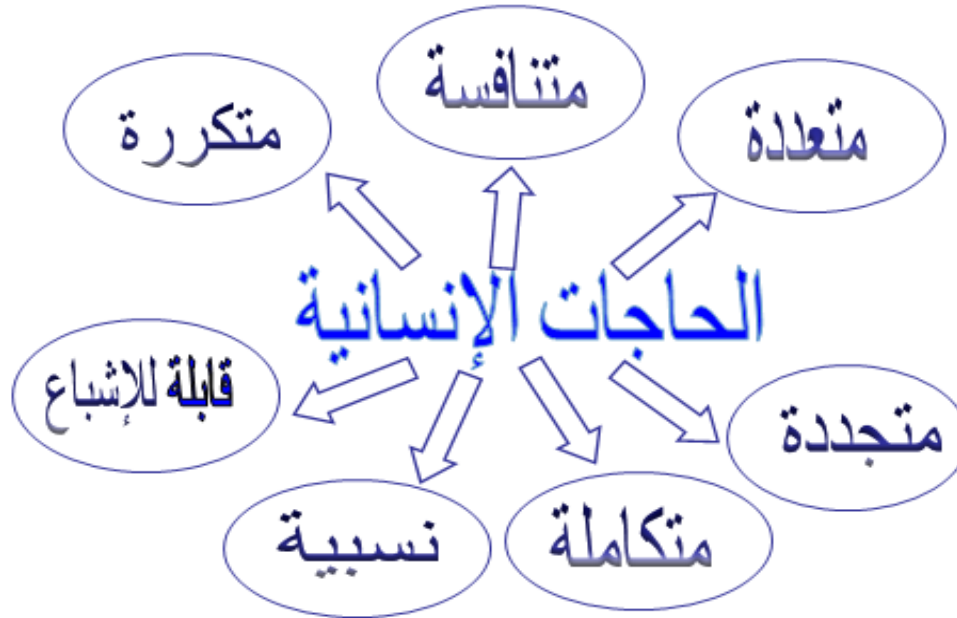 متنافسة
متعددة
متكررة
الحاجات الإنسانية
قابلة للإشباع
متجددة
متكاملة
نسبية